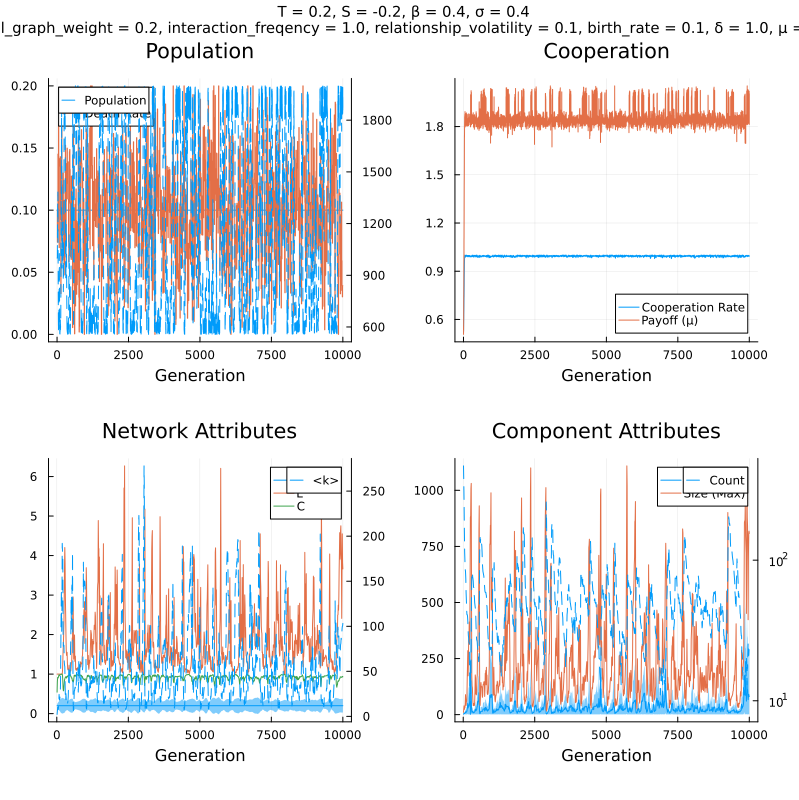 T = 0.2, S = -0.2, β = 0.4, σ = 0.4
l_graph_weight = 0.2, interaction_freqency = 1.0, relationship_volatility = 0.1, birth_rate = 0.1, δ = 1.0, μ =
Population
Cooperation
0.20
0.15
0.10
0.05
0.00
Population
1800
1500
1200
900
600
0 2500 5000 7500 10000
Generation
1.8
1.5
1.2
0.9
0.6
Cooperation Rate
Payoff (μ)
0 2500 5000 7500 10000
Generation
Network Attributes
Component Attributes
6
5
4
3
2
1
0
<k>
C
250
200
150
100
50
0
0 2500 5000 7500 10000
Generation
1000
750
500
250
0
Count
Size (Max)
10²
10¹
0 2500 5000 7500 10000
Generation